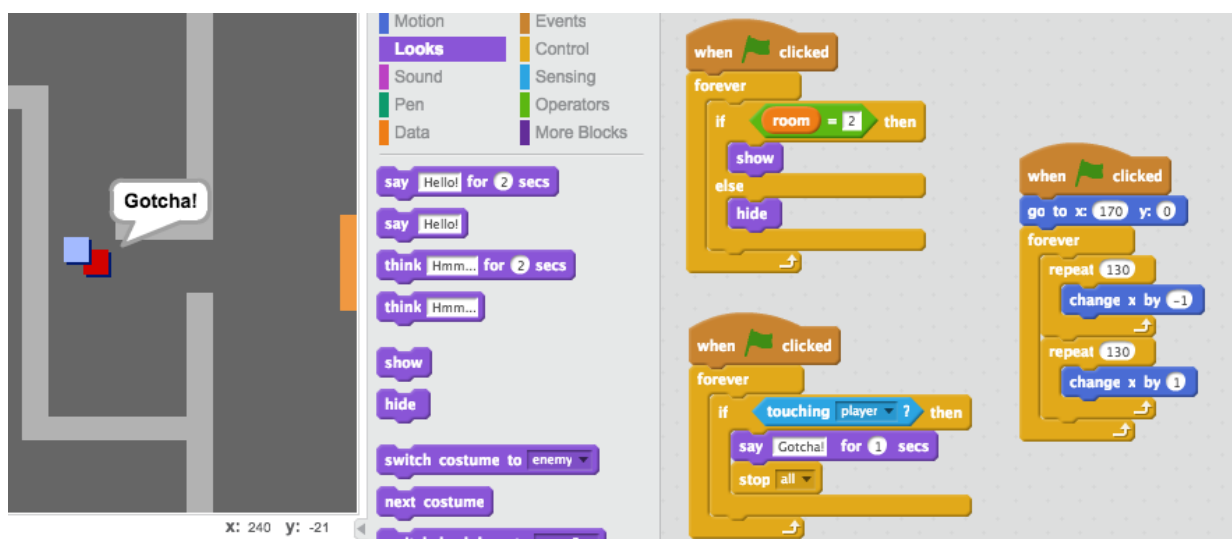 Gotcha!
x: 240 y: -21
Motion
Looks
Sound
Pen
Data
Events
Control
Sensing
Operators
More Blocks
say Hello! for 2 secs
say Hello!
think Hmm... for 2 secs
think Hmm...
show
hide
switch costume to enemy
next costume
when clicked
forever
if room = 2 then
show
else
hide
when clicked
forever
if touching player ? then
say Gotcha! for 1 secs
stop all
when clicked
go to x: 170 y: 0
forever
repeat 130
change x by -1
repeat 130
change x by 1